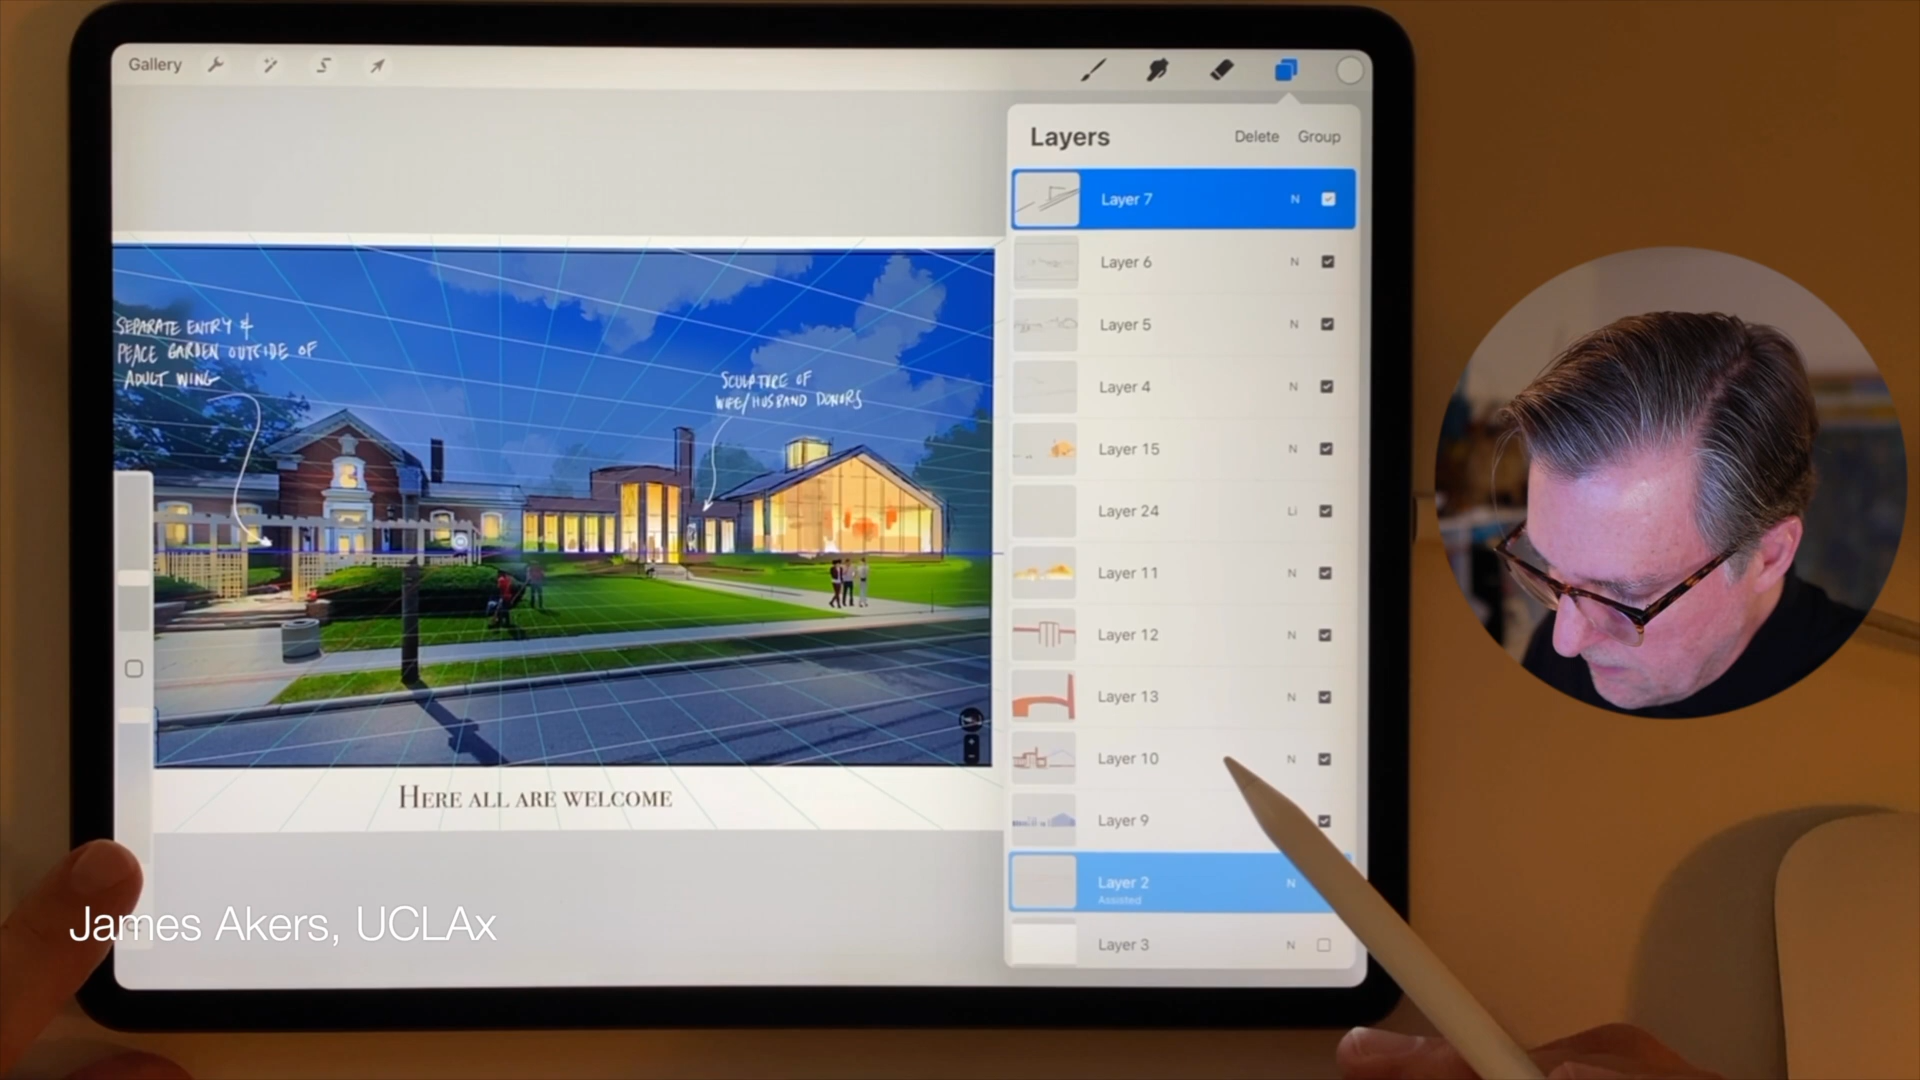 Gallery
Layers
Delete
Group
Layer 7
N
Layer 6
N
Layer 5
N
Layer 4
N
Layer 15
N
Layer 24
Li
Layer 11
N
Layer 12
N
Layer 13
N
Layer 10
N
Layer 9
Layer 2
N
Assisted
Layer 3
N
SEPARATE ENTRY &
PEACE GARDEN OUTSIDE OF
ADULT WING
SCULPTURE OF
WIFE/HUSBAND DONORS
HERE ALL ARE WELCOME
James Akers, UCLAx